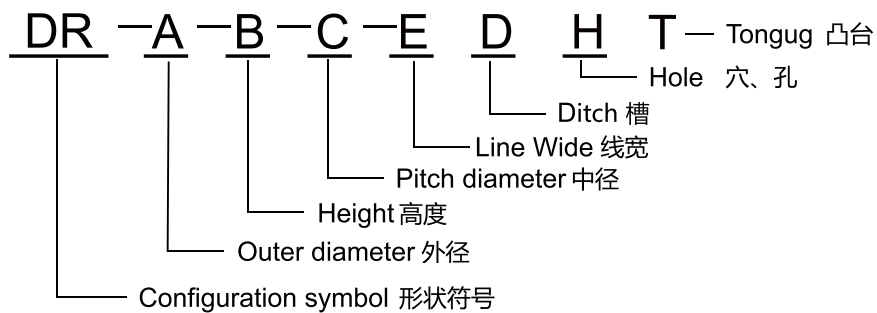 DR—A—B—C—E D H T
Tongug 凸台
Hole 穴、孔
Ditch 槽
Line Wide 线宽
Pitch diameter 中径
Height 高度
Outer diameter 外径
Configuration symbol 形状符号